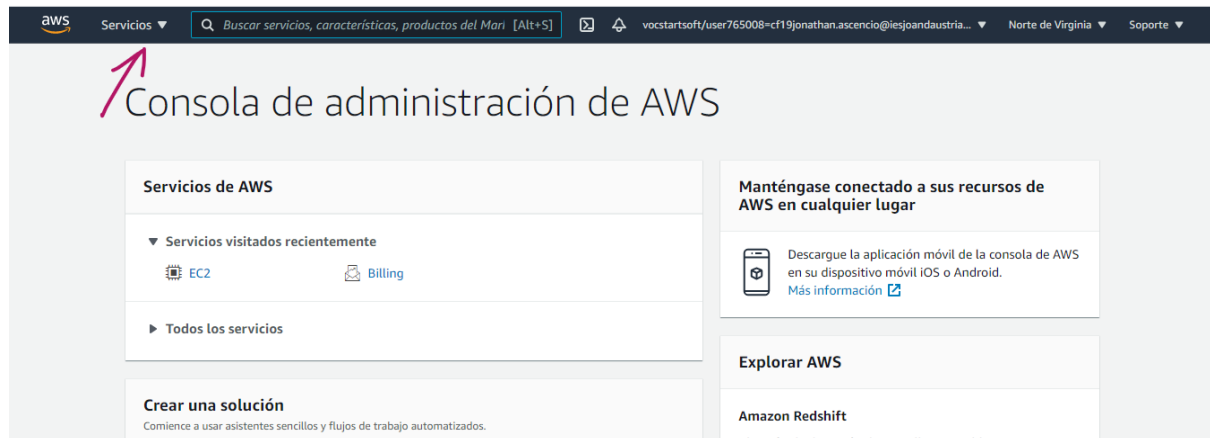 aws
Servicios ▼
Buscar servicios, características, productos del Mari [Alt+S]
vocstartsoft/user765008=cf19jonathan.ascencio@iesjoandaustria... ▼
Norte de Virginia ▼
Soporte ▼
Consola de administración de AWS
Servicios de AWS
▼ Servicios visitados recientemente
EC2
Billing
▶ Todos los servicios
Crear una solución
Comience a usar asistentes sencillos y flujos de trabajo automatizados.
Manténgase conectado a sus recursos de
AWS en cualquier lugar
Descargue la aplicación móvil de la consola de AWS
en su dispositivo móvil iOS o Android.
Más información
Explorar AWS
Amazon Redshift